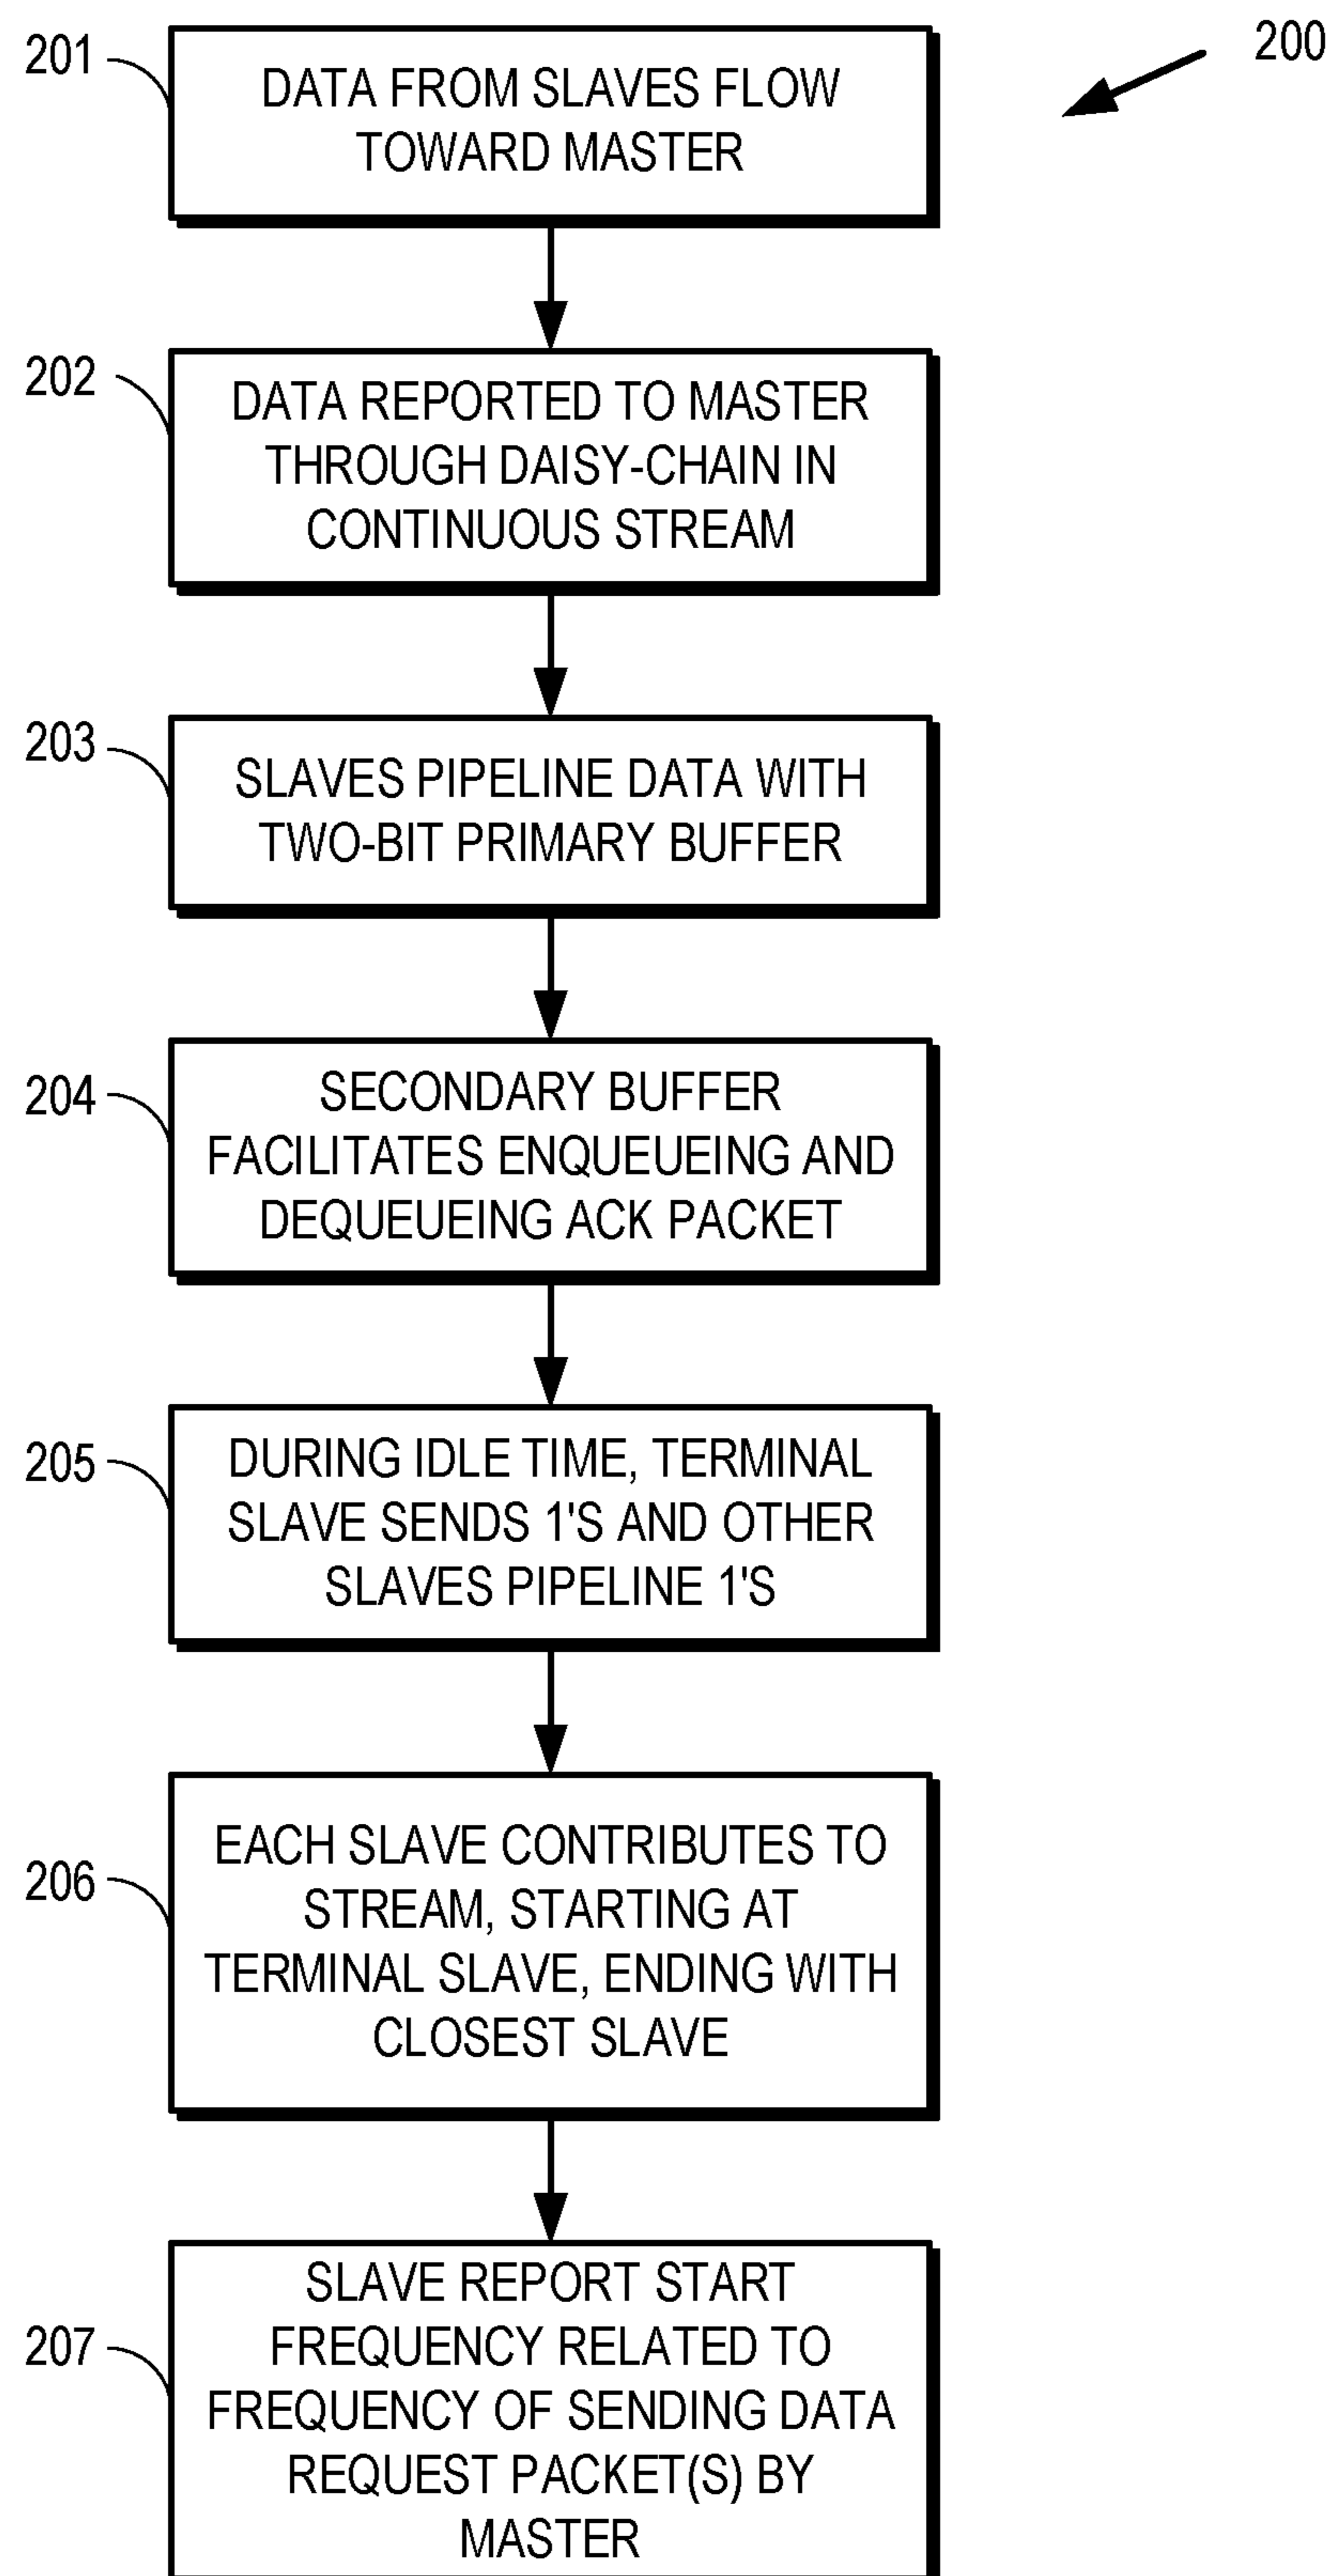 200
201
DATA FROM SLAVES FLOW
TOWARD MASTER
202
DATA REPORTED TO MASTER
THROUGH DAISY-CHAIN IN
CONTINUOUS STREAM
203
SLAVES PIPELINE DATA WITH
TWO-BIT PRIMARY BUFFER
204
SECONDARY BUFFER
FACILITATES ENQUEUEING AND
DEQUEUEING ACK PACKET
205
DURING IDLE TIME, TERMINAL
SLAVE SENDS 1'S AND OTHER
SLAVES PIPELINE 1'S
206
EACH SLAVE CONTRIBUTES TO
STREAM, STARTING AT
TERMINAL SLAVE, ENDING WITH
CLOSEST SLAVE
207
SLAVE REPORT START
FREQUENCY RELATED TO
FREQUENCY OF SENDING DATA
REQUEST PACKET(S) BY
MASTER